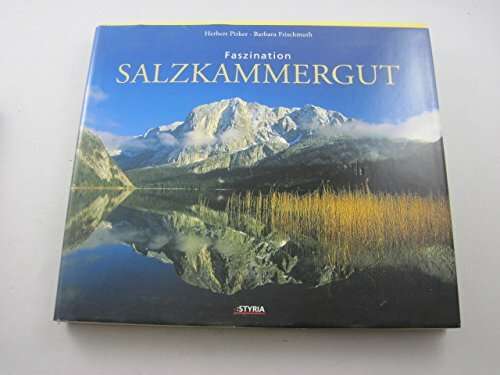 Herbert Pirker · Barbara Frischmuth
Faszination
SALZKAMMERGUT
STYRIA